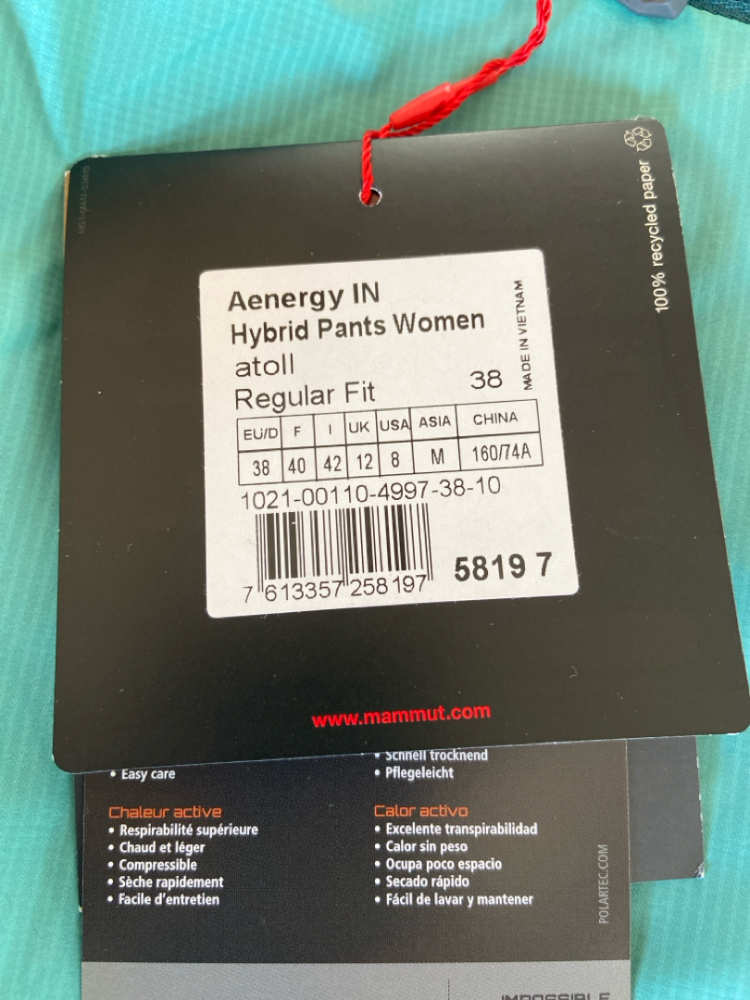 100% recycled paper
Aenergy IN
Hybrid Pants Women
atoll
Regular Fit
38
MADE IN VIETNAM
EU/D F I UK USA ASIA CHINA
38 40 42 12 8 M 160/74A
1021-00110-4997-38-10
7 613357 258197
5819 7
www.mammut.com
• Easy care
• Schnell trocknend
• Pflegeleicht
Chaleur active
• Respirabilité supérieure
• Chaud et léger
• Compressible
• Sèche rapidement
• Facile d'entretien
Calor activo
• Excelente transpirabilidad
• Calor sin peso
• Ocupa poco espacio
• Secado rápido
• Fácil de lavar y mantener
POLARTEC.COM
IMPOSSIBLE